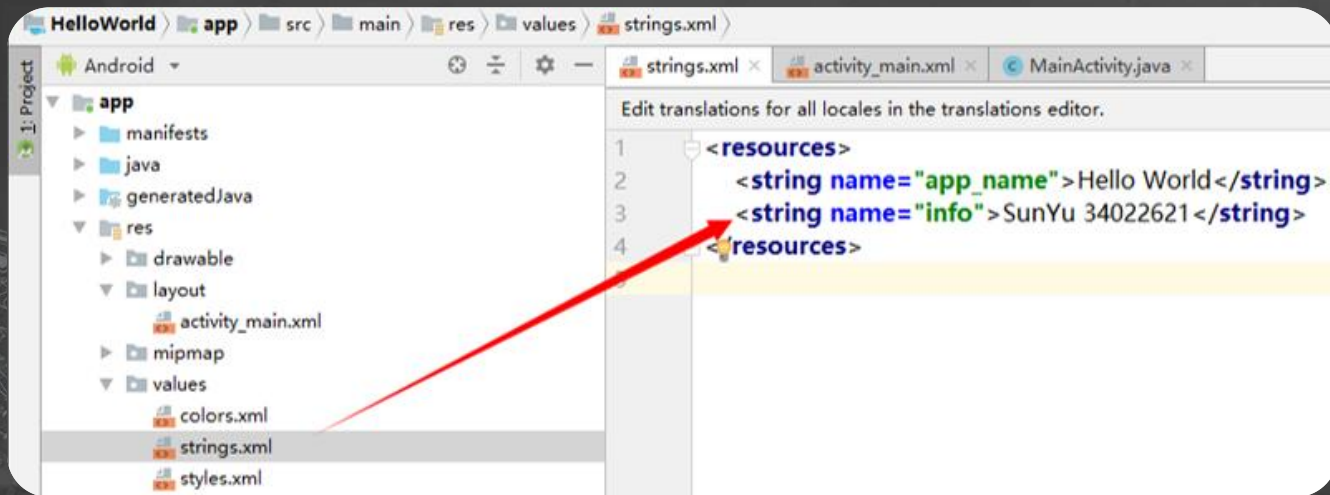 HelloWorld app src main res values strings.xml
1: Project
Android
app
manifests
java
generatedJava
res
drawable
layout
activity_main.xml
mipmap
values
colors.xml
strings.xml
styles.xml
strings.xml activity_main.xml MainActivity.java
Edit translations for all locales in the translations editor.
1 <resources>
2 <string name="app_name">Hello World</string>
3 <string name="info">SunYu 34022621</string>
4 </resources>
5